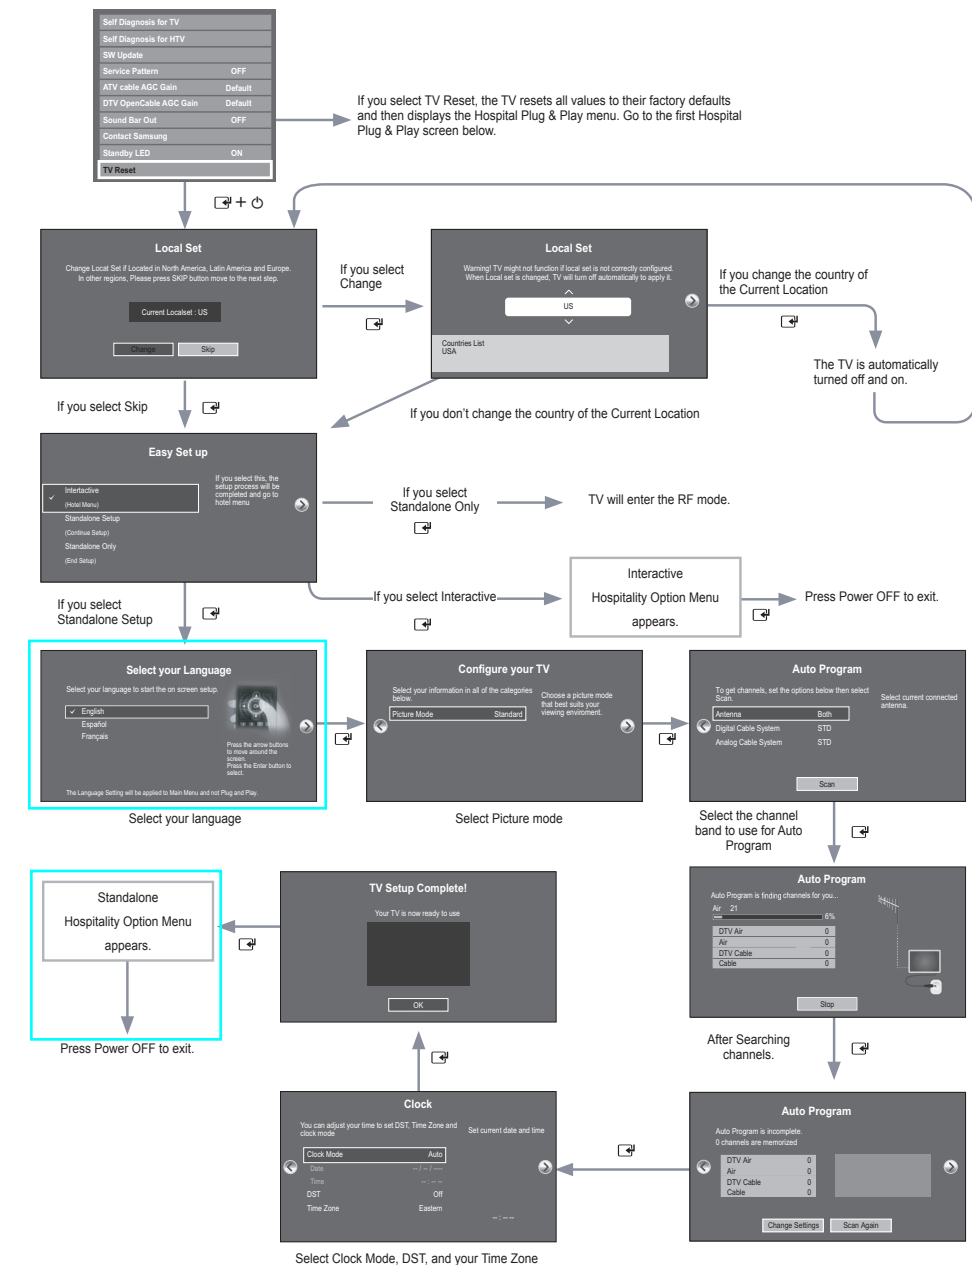 Self Diagnosis for TV
Self Diagnosis for HTV
SW Update
Service Pattern OFF
ATV cable AGC Gain Default
DTV OpenCable AGC Gain Default
Sound Bar Out OFF
Contact Samsung
Standby LED ON
TV Reset
If you select TV Reset, the TV resets all values to their factory defaults
and then displays the Hospital Plug & Play menu. Go to the first Hospital
Plug & Play screen below.
+
Local Set
Change Locat Set if Located in North America, Latin America and Europe.
In other regions, Please press SKIP button move to the next step.
Current Localset : US
Change Skip
If you select
Change
Local Set
Warning! TV might not function if local set is not correctly configured.
When Local set is changed, TV will turn off automatically to apply it.
US
Countries List
USA
If you change the country of
the Current Location
The TV is automatically
turned off and on.
If you select Skip
If you don't change the country of the Current Location
Easy Set up
Intertactive
(Hotel Menu)
Standalone Setup
(Continue Setup)
Standalone Only
(End Setup)
If you select this, the
setup process will be
completed and go to
hotel menu
If you select
Standalone Only
TV will enter the RF mode.
If you select Interactive
Interactive
Hospitality Option Menu
appears.
Press Power OFF to exit.
If you select
Standalone Setup
Select your Language
Select your language to start the on screen setup.
English
Español
Français
Press the arrow buttons
to move around the
screen.
Press the Enter button to
select.
The Language Setting will be applied to Main Menu and not Plug and Play.
Select your language
Configure your TV
Select your information in all of the categories
below.
Picture Mode Standard
Choose a picture mode
that best suits your
viewing enviroment.
Select Picture mode
Auto Program
To get channels, set the options below then select
Scan.
Antenna Both
Digital Cable System STD
Analog Cable System STD
Select current connected
antenna.
Scan
Select the channel
band to use for Auto
Program
Auto Program
Auto Program is finding channels for you...
Air 21
6%
DTV Air 0
Air 0
DTV Cable 0
Cable 0
Stop
After Searching
channels.
Auto Program
Auto Program is incomplete.
0 channels are memorized
DTV Air 0
Air 0
DTV Cable 0
Cable 0
Change Settings Scan Again
Clock
You can adjust your time to set DST, Time Zone and
clock mode
Set current date and time
Clock Mode Auto
Date -- / -- / ----
Time -- : -- --
DST Off
Time Zone Eastern
-- : -- --
Select Clock Mode, DST, and your Time Zone
TV Setup Complete!
Your TV is now ready to use
OK
Standalone
Hospitality Option Menu
appears.
Press Power OFF to exit.